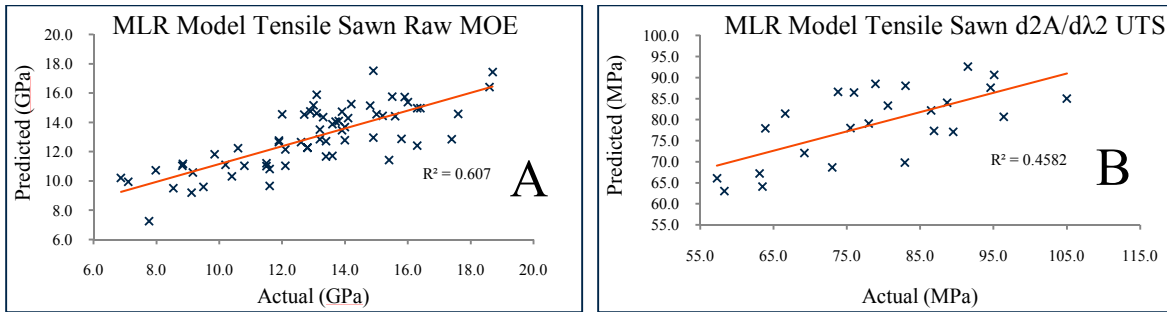 MLR Model Tensile Sawn Raw MOE
20.0
18.0
16.0
14.0
12.0
10.0
8.0
6.0
Predicted (GPa)
R² = 0.607
A
6.0 8.0 10.0 12.0 14.0 16.0 18.0 20.0
Actual (GPa)
MLR Model Tensile Sawn d2A/dλ2 UTS
100.0
95.0
90.0
85.0
80.0
75.0
70.0
65.0
60.0
55.0
Predicted (MPa)
R² = 0.4582
B
55.0 65.0 75.0 85.0 95.0 105.0 115.0
Actual (MPa)